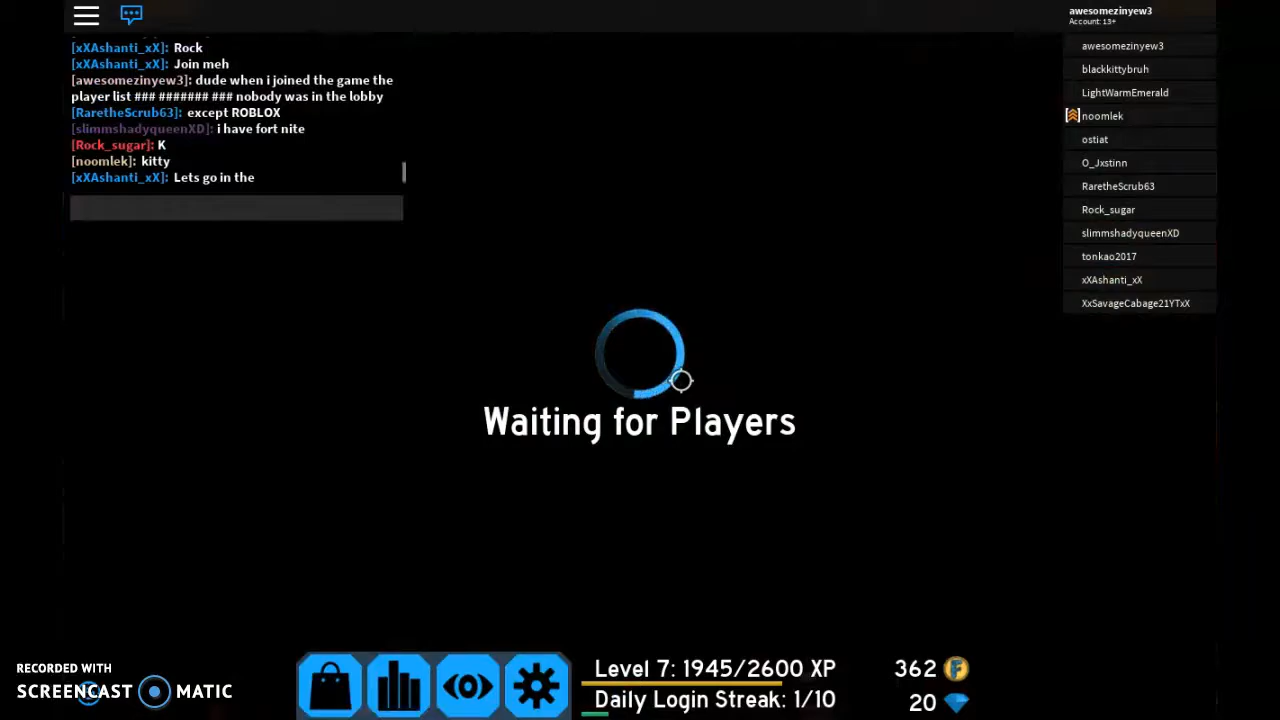 awesomezinyew3
Account: 13+
[xXAshanti_xX]: Rock
[xXAshanti_xX]: Join meh
[awesomezinyew3]: dude when i joined the game the
player list ### ####### ### nobody was in the lobby
[RaretheScrub63]: except ROBLOX
[slimmshadyqueenXD]: i have fort nite
[Rock_sugar]: K
[noomlek]: kitty
[xXAshanti_xX]: Lets go in the
awesomezinyew3
blackkittybruh
LightWarmEmerald
noomlek
ostiat
O_Jxstinn
RaretheScrub63
Rock_sugar
slimmshadyqueenXD
tonkao2017
xXAshanti_xX
XxSavageCabage21YTxX
Waiting for Players
Level 7: 1945/2600 XP
362
Daily Login Streak: 1/10
20
RECORDED WITH
SCREENCAST MATIC